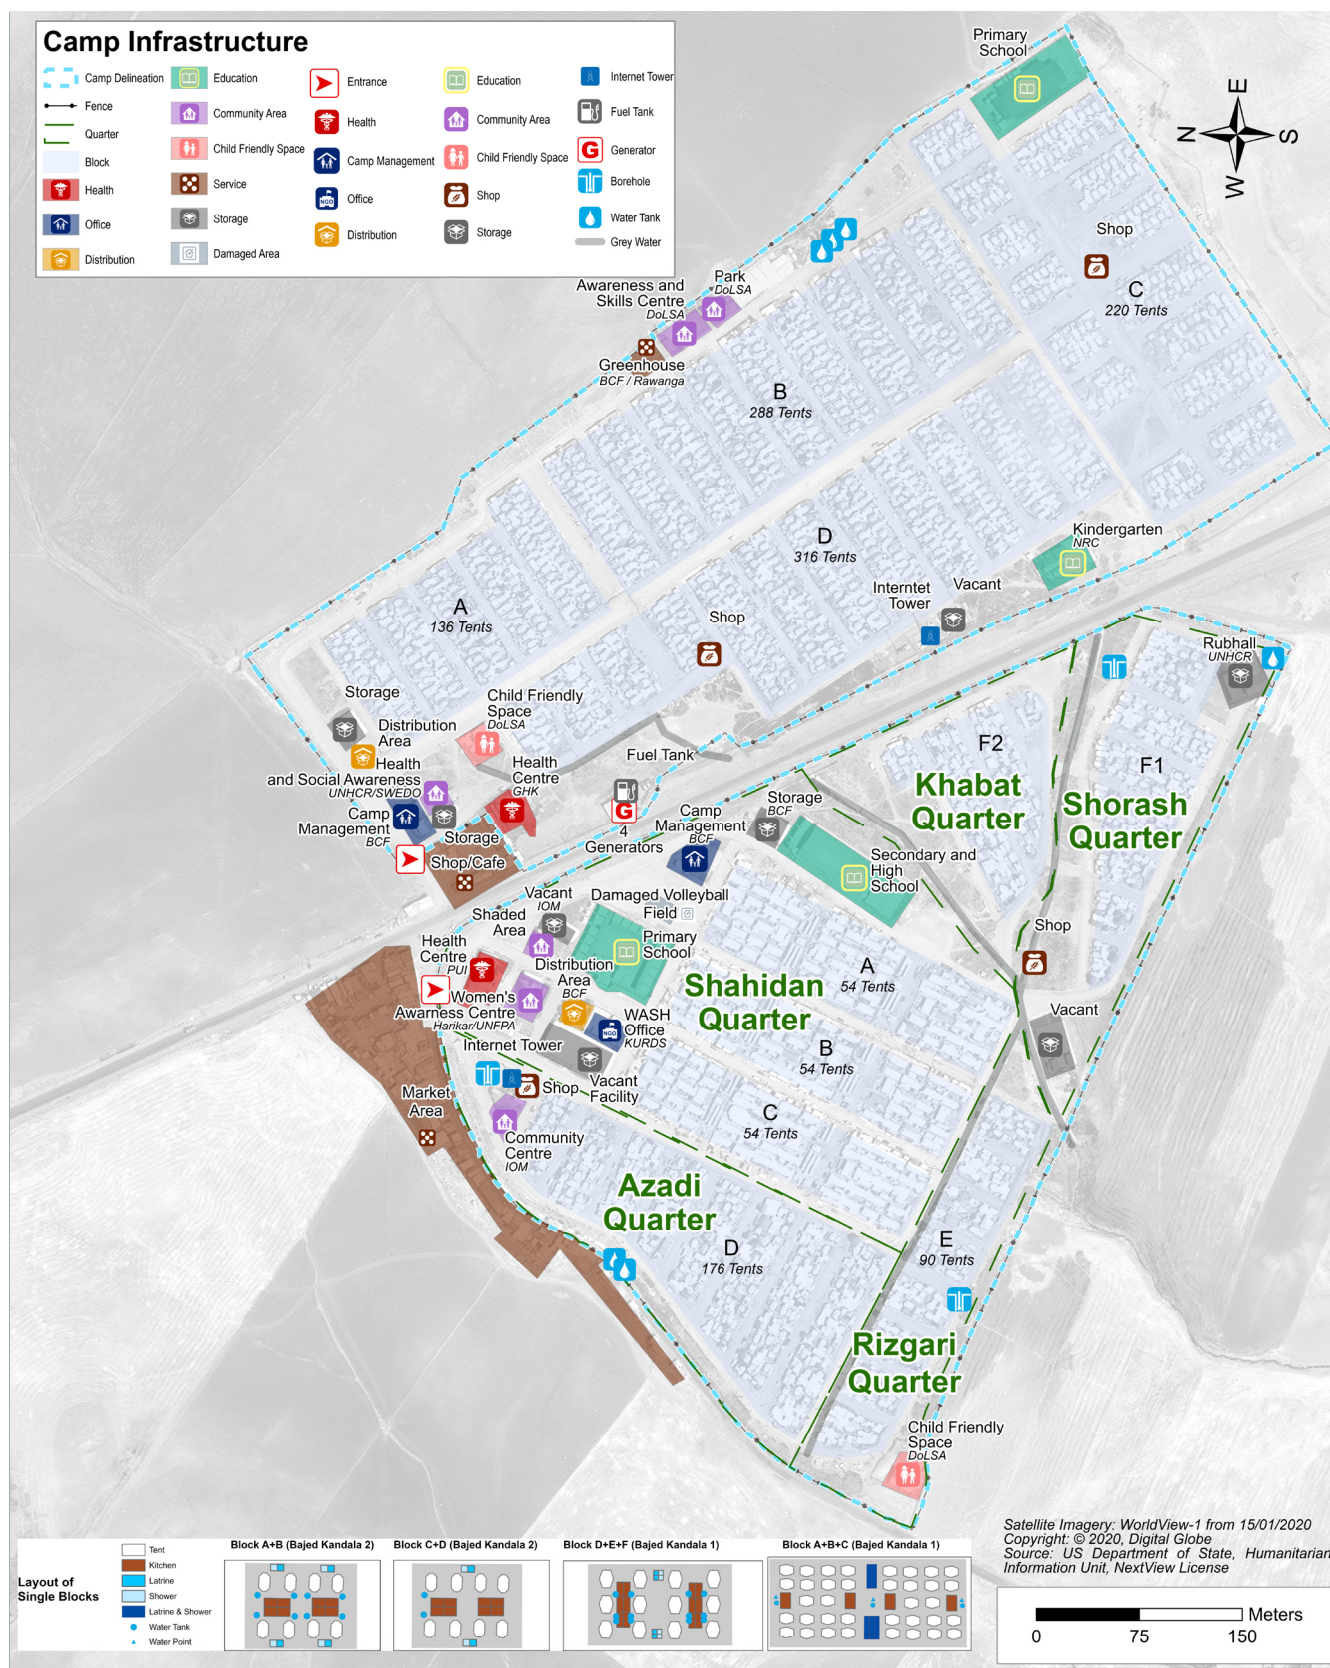 Camp Infrastructure
Camp Delineation
Fence
Quarter
Block
Health
Office
Distribution
Education
Community Area
Child Friendly Space
Service
Storage
Damaged Area
Entrance
Health
Camp Management
Office
Distribution
Education
Community Area
Child Friendly Space
Shop
Storage
Internet Tower
Fuel Tank
Generator
Borehole
Water Tank
Grey Water
NGO
G
E
N
S
W
Primary
School
Shop
C
220 Tents
Park
DoLSA
Awareness and
Skills Centre
DoLSA
Greenhouse
BCF / Rawanga
B
288 Tents
D
316 Tents
Kindergarten
NRC
Interntet
Tower
Vacant
A
136 Tents
Shop
Rubhall
UNHCR
Storage
Distribution
Area
Child Friendly
Space
DoLSA
Health
and Social Awareness
UNHCR/SWEDO
Health
Centre
GHK
Fuel Tank
G
4
Generators
Camp
Management
BCF
Storage
Shop/Cafe
Camp
Management
BCF
Storage
BCF
F2
Khabat
Quarter
F1
Shorash
Quarter
Secondary and
High
School
Vacant
IOM
Damaged Volleyball
Field
Shaded
Area
Primary
School
Health
Centre
PUI
Distribution
Area
BCF
Shop
A
54 Tents
Shahidan
Quarter
Women's
Awarness Centre
Harikar/UNFPA
WASH
Office
KURDS
NGO
Vacant
B
54 Tents
Internet Tower
Shop
Vacant
Facility
Market
Area
C
54 Tents
Community
Centre
IOM
Azadi
Quarter
D
176 Tents
E
90 Tents
Rizgari
Quarter
Child Friendly
Space
DoLSA
Satellite Imagery: WorldView-1 from 15/01/2020
Copyright: © 2020, Digital Globe
Source: US Department of State, Humanitarian
Information Unit, NextView License
Meters
0 75 150
Layout of
Single Blocks
Tent
Kitchen
Latrine
Shower
Latrine & Shower
Water Tank
Water Point
Block A+B (Bajed Kandala 2)
Block C+D (Bajed Kandala 2)
Block D+E+F (Bajed Kandala 1)
Block A+B+C (Bajed Kandala 1)